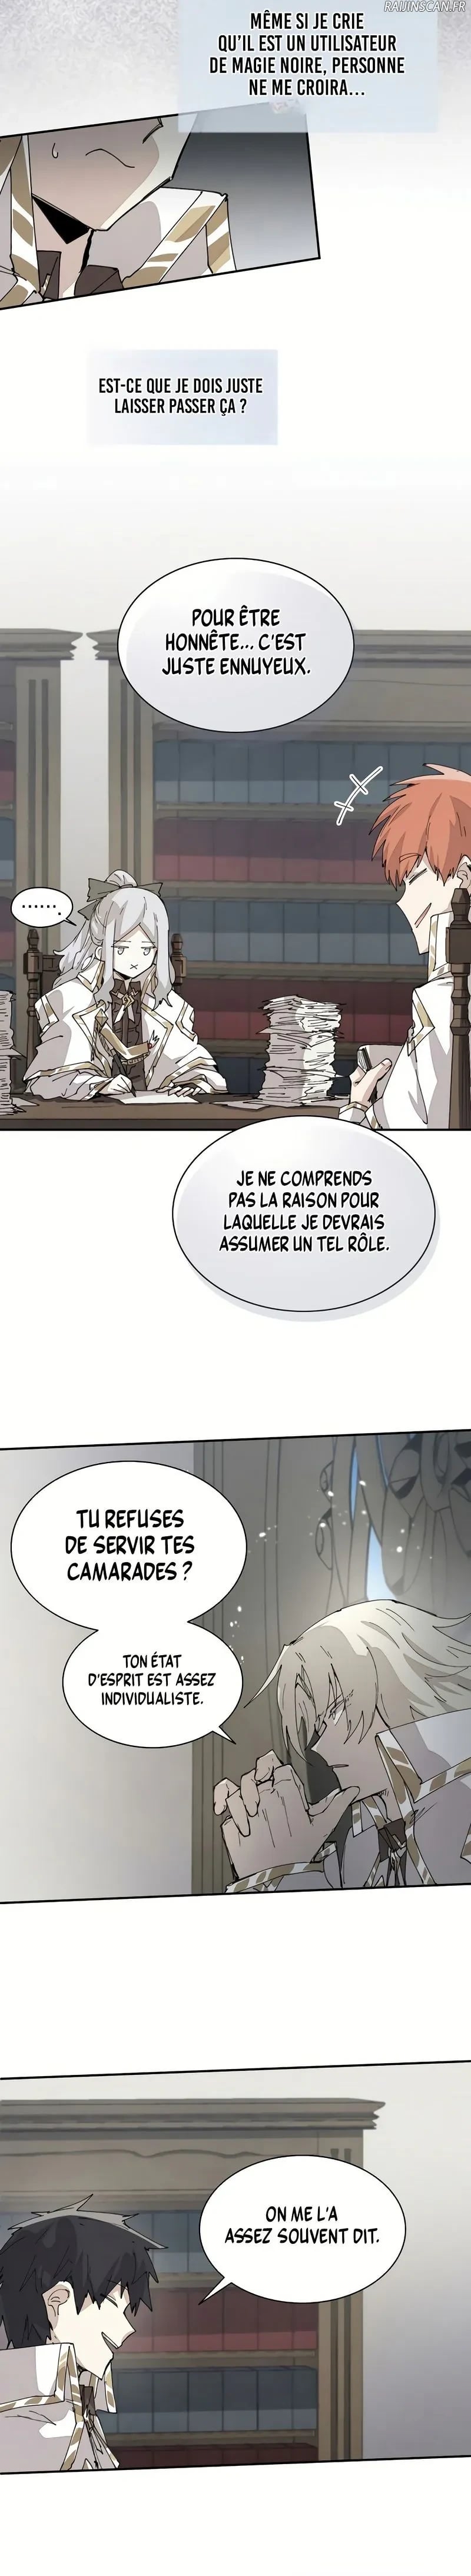 RAIJINSCAN.FR
MÊME SI JE CRIE
QU'IL EST UN UTILISATEUR
DE MAGIE NOIRE, PERSONNE
NE ME CROIRA...
EST-CE QUE JE DOIS JUSTE
LAISSER PASSER ÇA ?
POUR ÊTRE
HONNÊTE... C'EST
JUSTE ENNUYEUX.
.......
JE NE COMPRENDS
PAS LA RAISON POUR
LAQUELLE JE DEVRAIS
ASSUMER UN TEL RÔLE.
TU REFUSES
DE SERVIR TES
CAMARADES ?
TON ÉTAT
D'ESPRIT EST ASSEZ
INDIVIDUALISTE.
ON ME L'A
ASSEZ SOUVENT DIT.